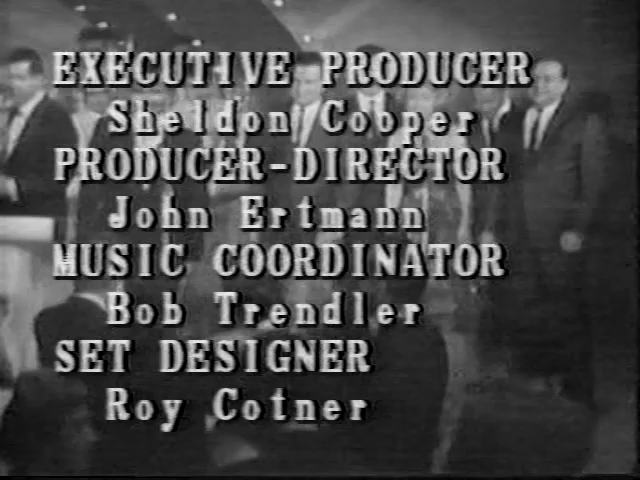 EXECUTIVE PRODUCER
Sheldon Cooper
PRODUCER-DIRECTOR
John Ertmann
MUSIC COORDINATOR
Bob Trendler
SET DESIGNER
Roy Cotner